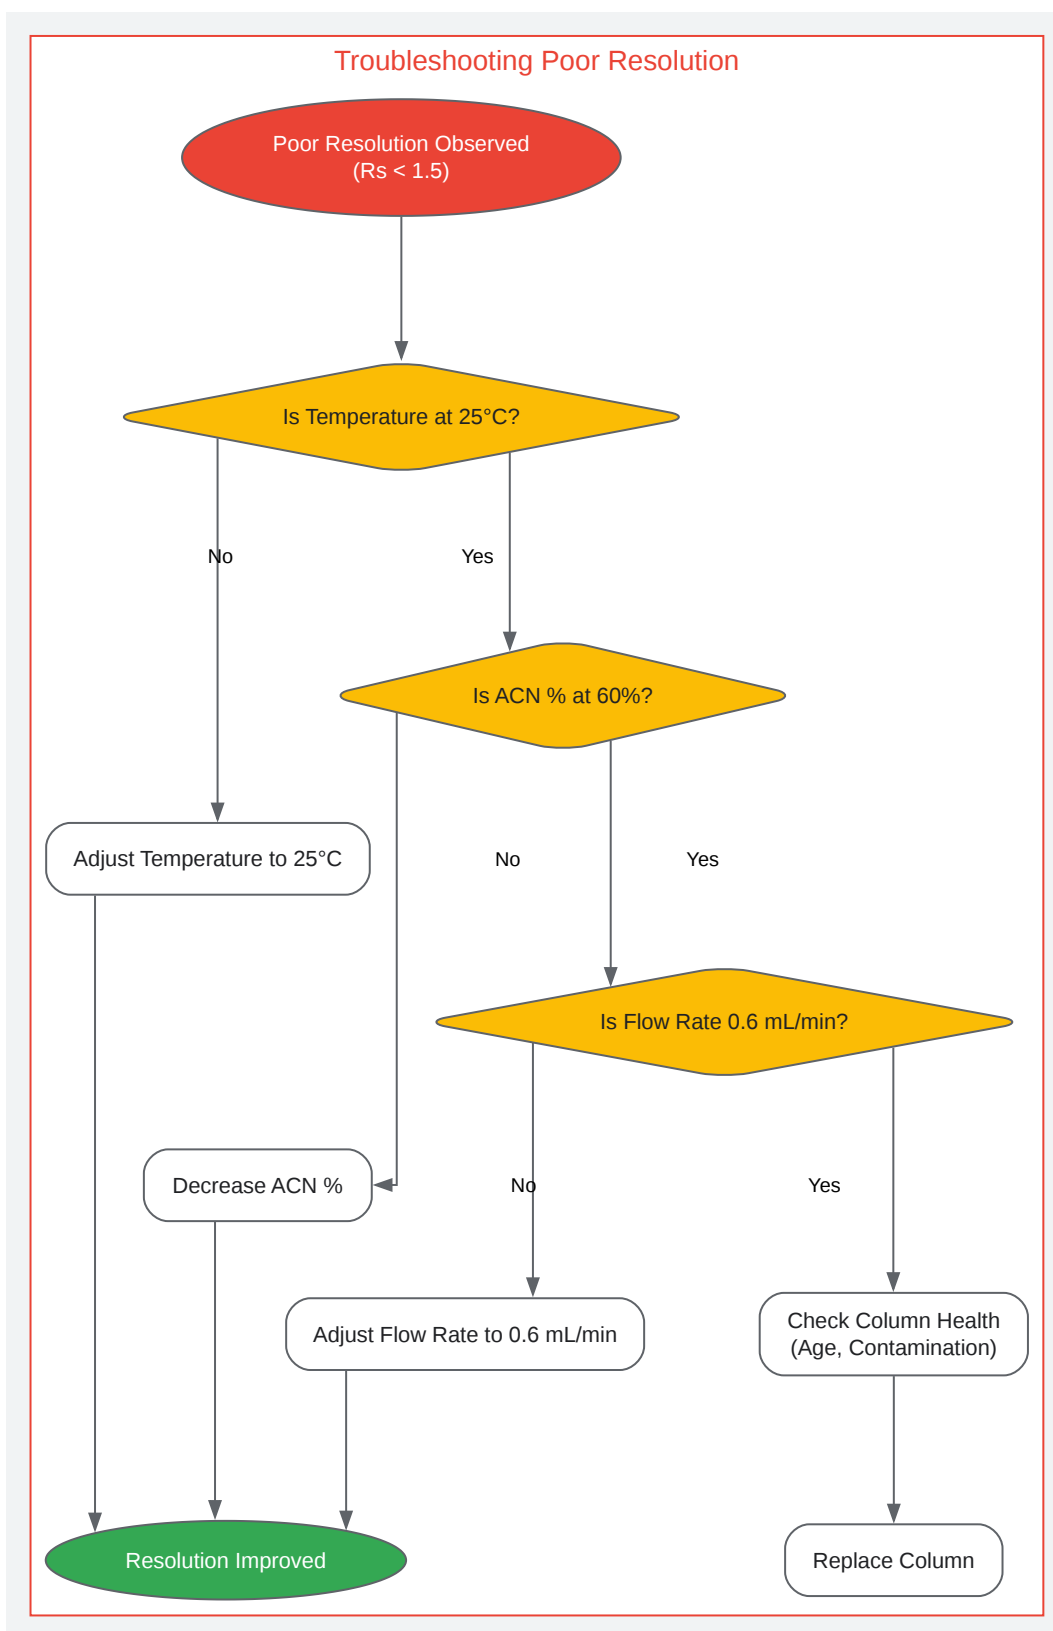 Troubleshooting Poor Resolution
Poor Resolution Observed
(Rs < 1.5)
Is Temperature at 25°C?
No
Yes
Is ACN % at 60%?
Adjust Temperature to 25°C
No
Yes
Is Flow Rate 0.6 mL/min?
Decrease ACN %
No
Yes
Adjust Flow Rate to 0.6 mL/min
Check Column Health
(Age, Contamination)
Resolution Improved
Replace Column